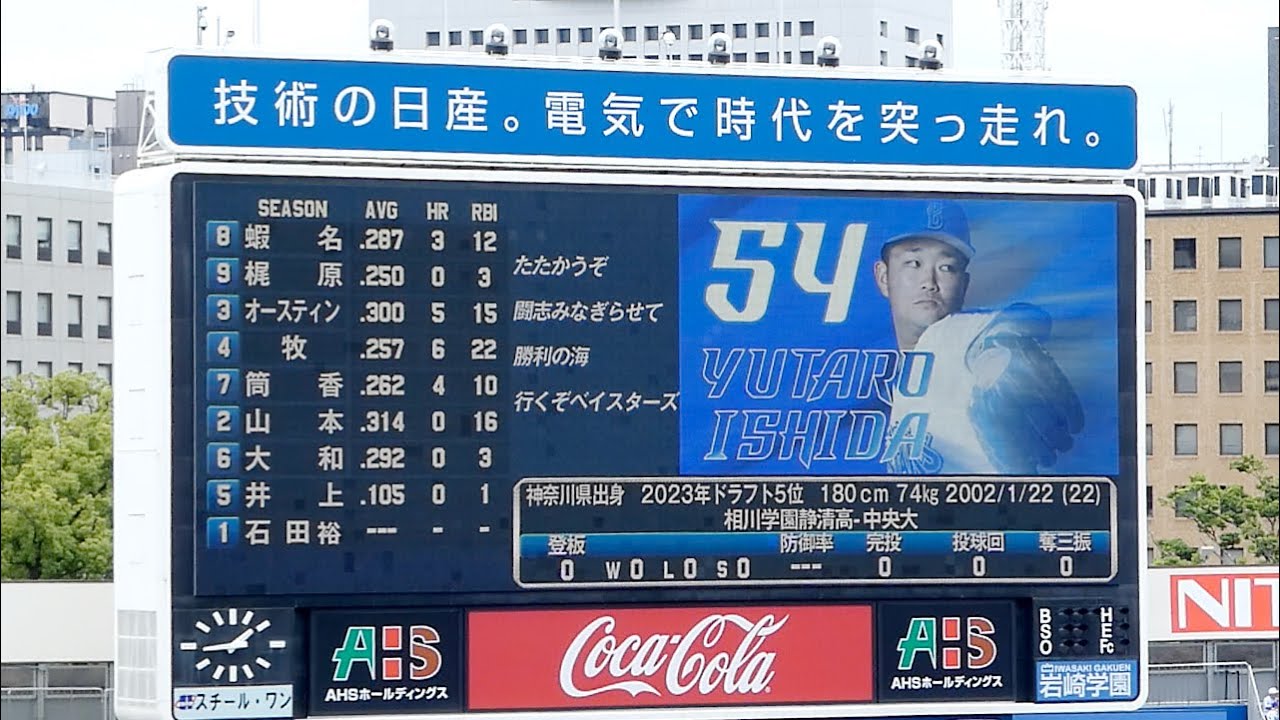 技術の日産。電気で時代を突っ走れ。
SEASON AVG HR RBI
8 蝦名 .287 3 12
9 梶原 .250 0 3
3 オースティン .300 5 15
4 牧 .257 6 22
7 筒香 .262 4 10
2 山本 .314 0 16
6 大和 .292 0 3
5 井上 .105 0 1
1 石田裕 --- - -
たたかうぞ
闘志みなぎらせて
勝利の海
行くぞベイスターズ
54
YUTARO
ISHIDA
神奈川県出身 2023年ドラフト5位 180cm 74kg 2002/1/22 (22)
相川学園静清高-中央大
登板 防御率 完投 投球回 奪三振
0 W0 L0 S0 --- 0 0 0
スチール・ワン
AHS
AHSホールディングス
Coca-Cola
AHS
AHSホールディングス
B H
S E
O Fc
IWASAKI GAKUEN
岩崎学園
NIT